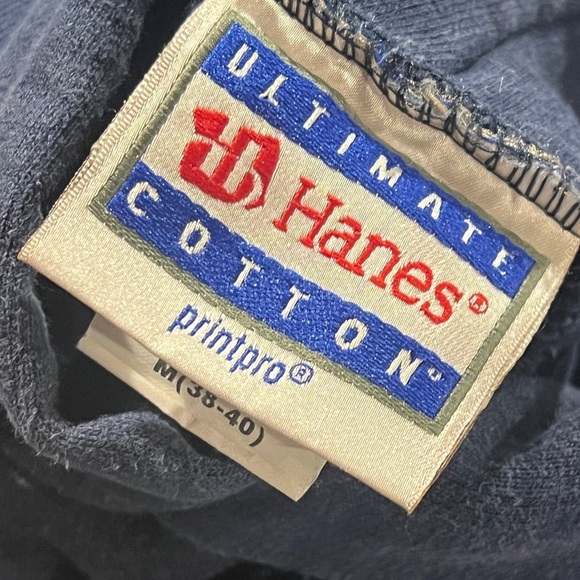 ULTIMATE
Hanes®
COTTON
printpro®
M(38-40)